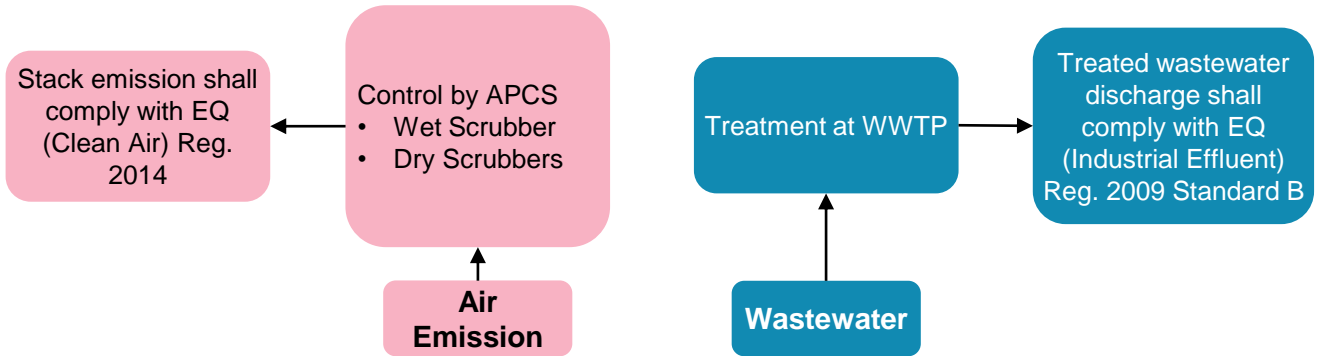 Stack emission shall
comply with EQ
(Clean Air) Reg.
2014
Control by APCS
• Wet Scrubber
• Dry Scrubbers
Air
Emission
Treatment at WWTP
Treated wastewater
discharge shall
comply with EQ
(Industrial Effluent)
Reg. 2009 Standard B
Wastewater